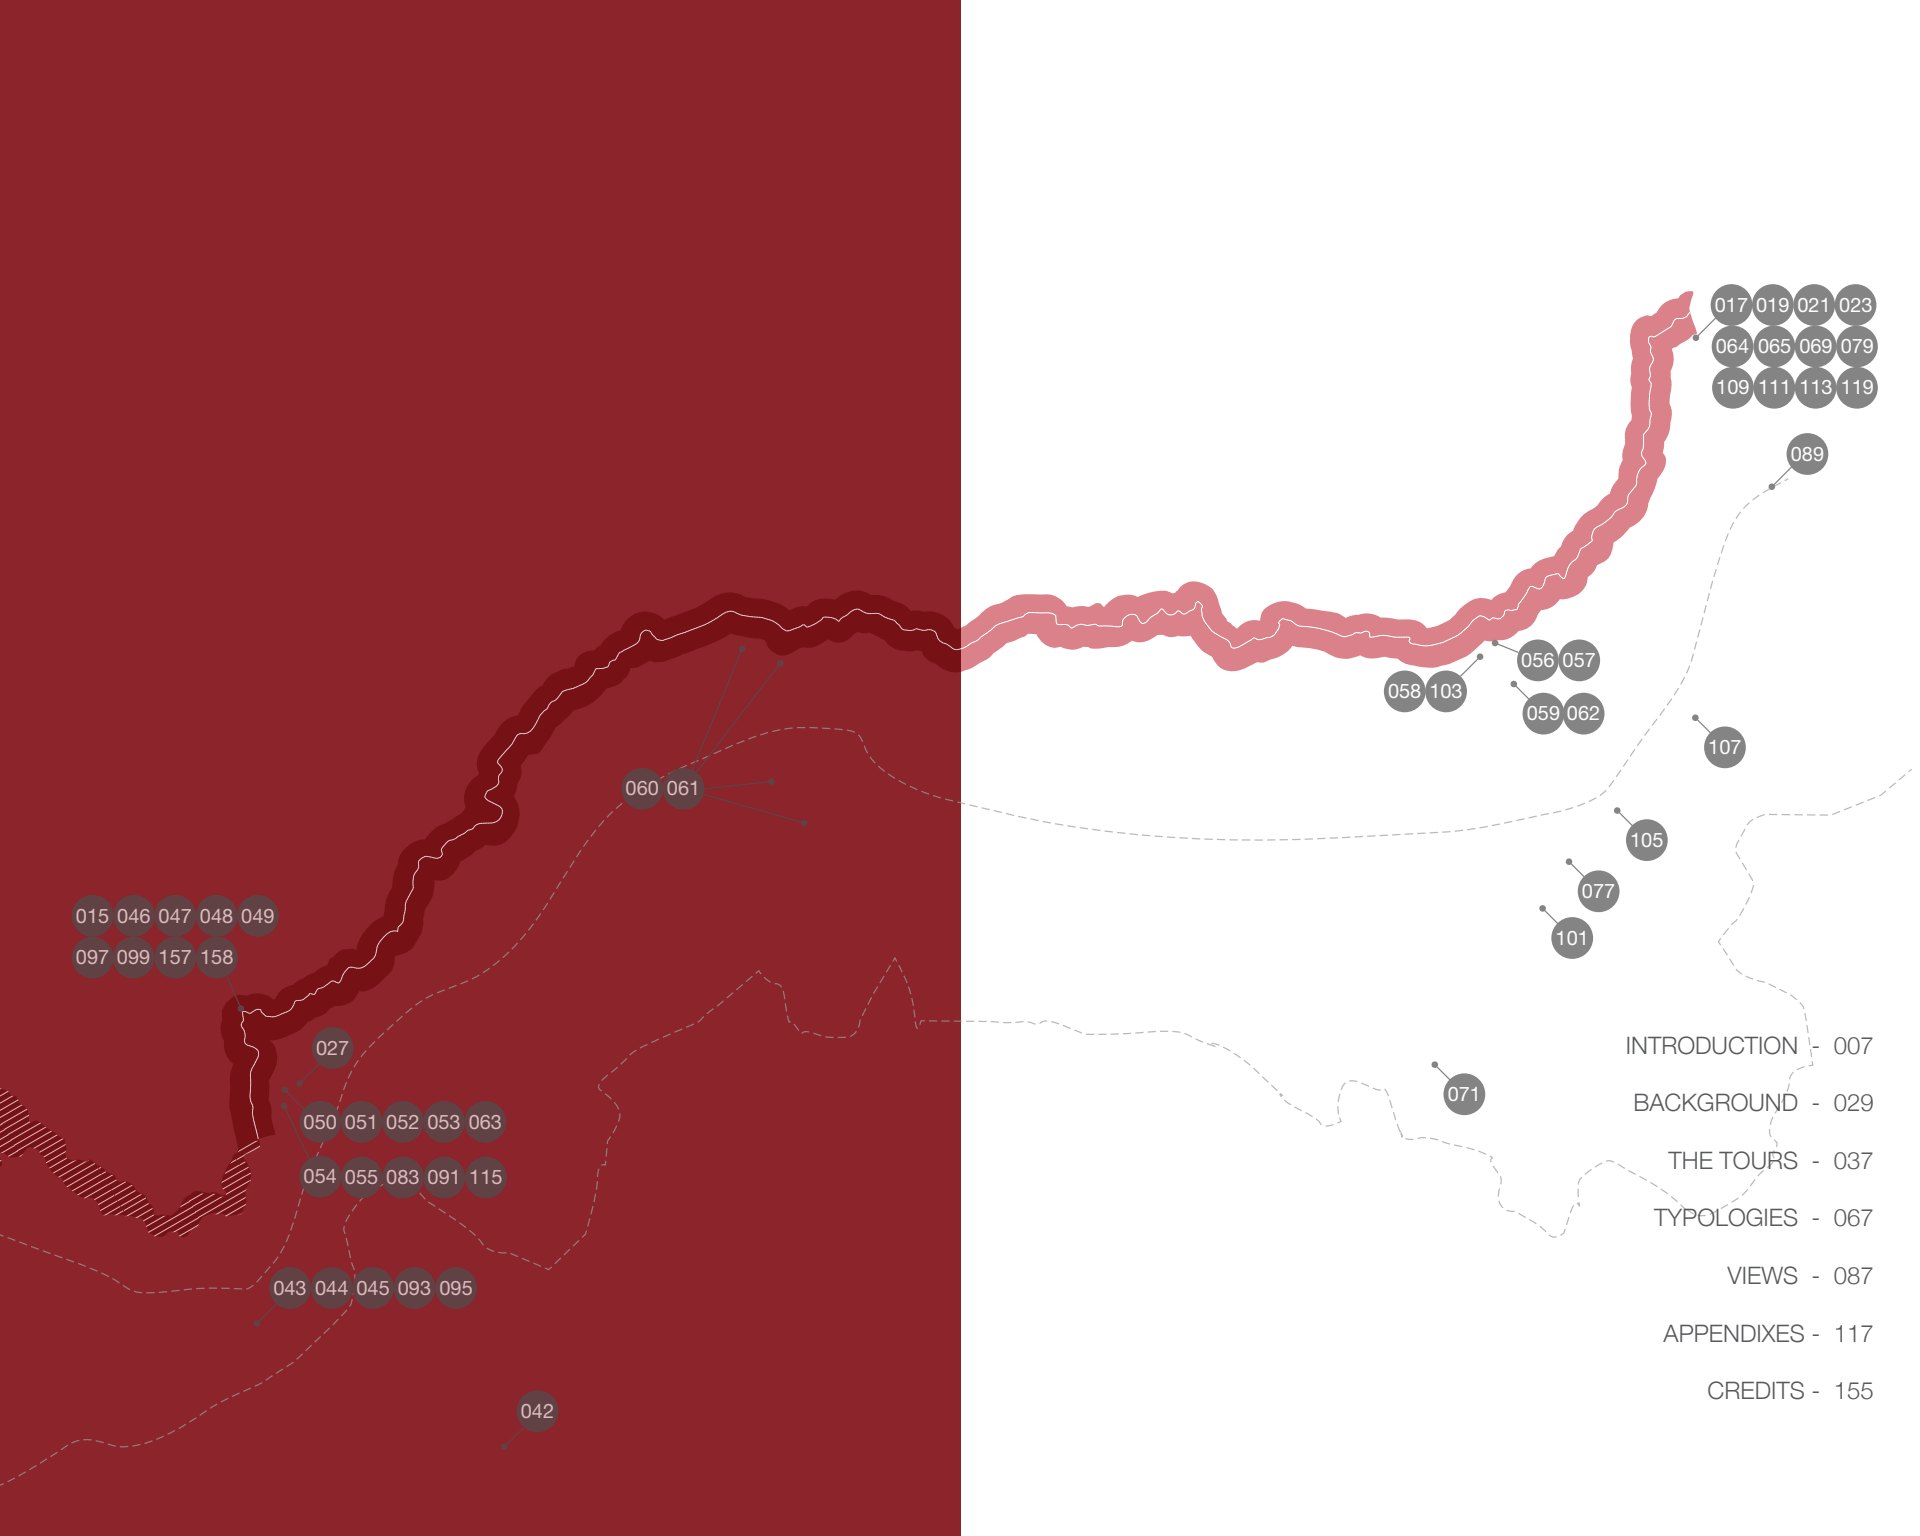 017 019 021 023
064 065 069 079
109 111 113 119
089
056 057
058 103
059 062
107
060 061
105
077
015 046 047 048 049
101
097 099 157 158
027
071
050 051 052 053 063
054 055 083 091 115
043 044 045 093 095
042
INTRODUCTION - 007
BACKGROUND - 029
THE TOURS - 037
TYPOLOGIES - 067
VIEWS - 087
APPENDIXES - 117
CREDITS - 155